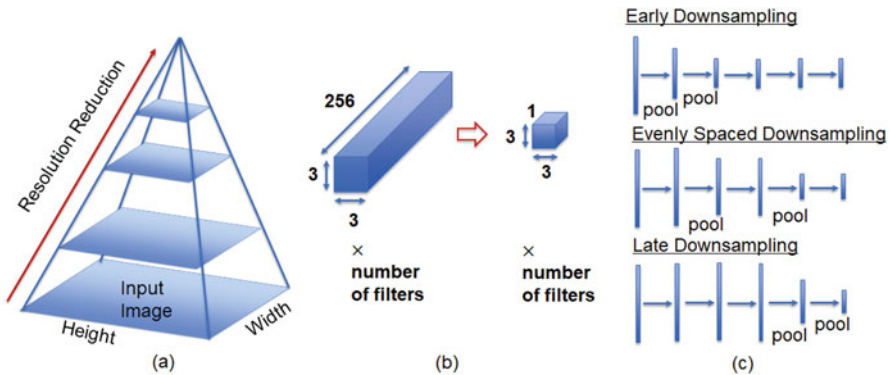 Resolution Reduction
Input
Image
Height
Width
(a)
256
3
3
×
number
of filters
1
3
3
×
number
of filters
(b)
Early Downsampling
pool
pool
Evenly Spaced Downsampling
pool
pool
Late Downsampling
pool
pool
(c)